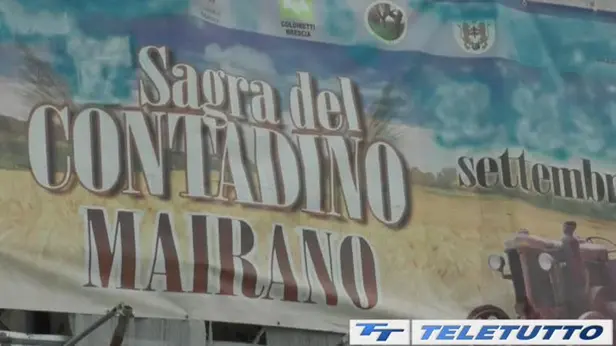 COLDIRETTI
BRESCIA
Sagra del
CONTADINO
settembr
MAIRANO
TT TELETUTTO